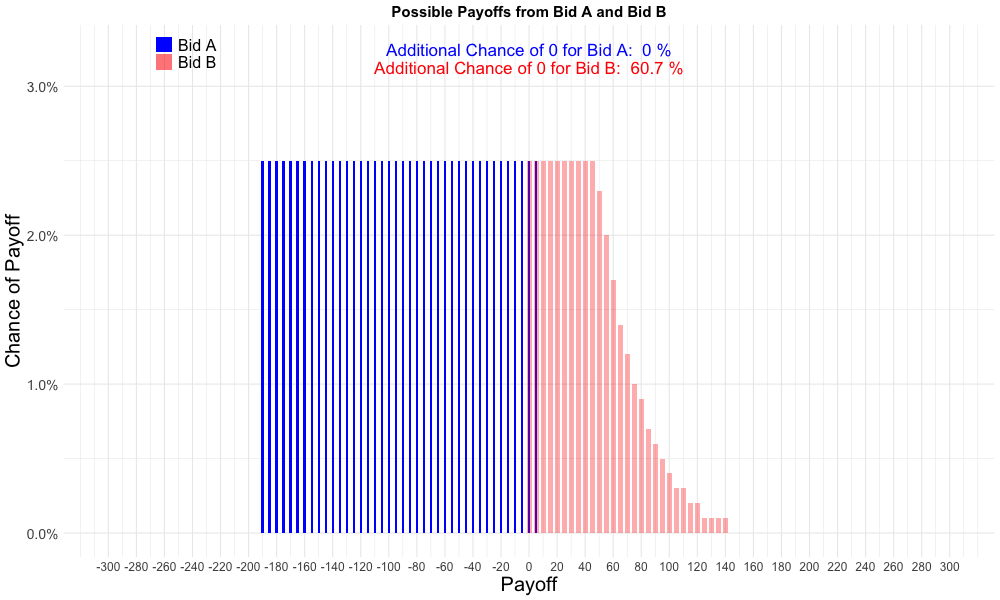 Possible Payoffs from Bid A and Bid B
Bid A
Bid B
Additional Chance of 0 for Bid A:  0 %
Additional Chance of 0 for Bid B:  60.7 %
3.0%
2.0%
1.0%
0.0%
Chance of Payoff
-300 -280 -260 -240 -220 -200 -180 -160 -140 -120 -100 -80 -60 -40 -20 0 20 40 60 80 100 120 140 160 180 200 220 240 260 280 300
Payoff